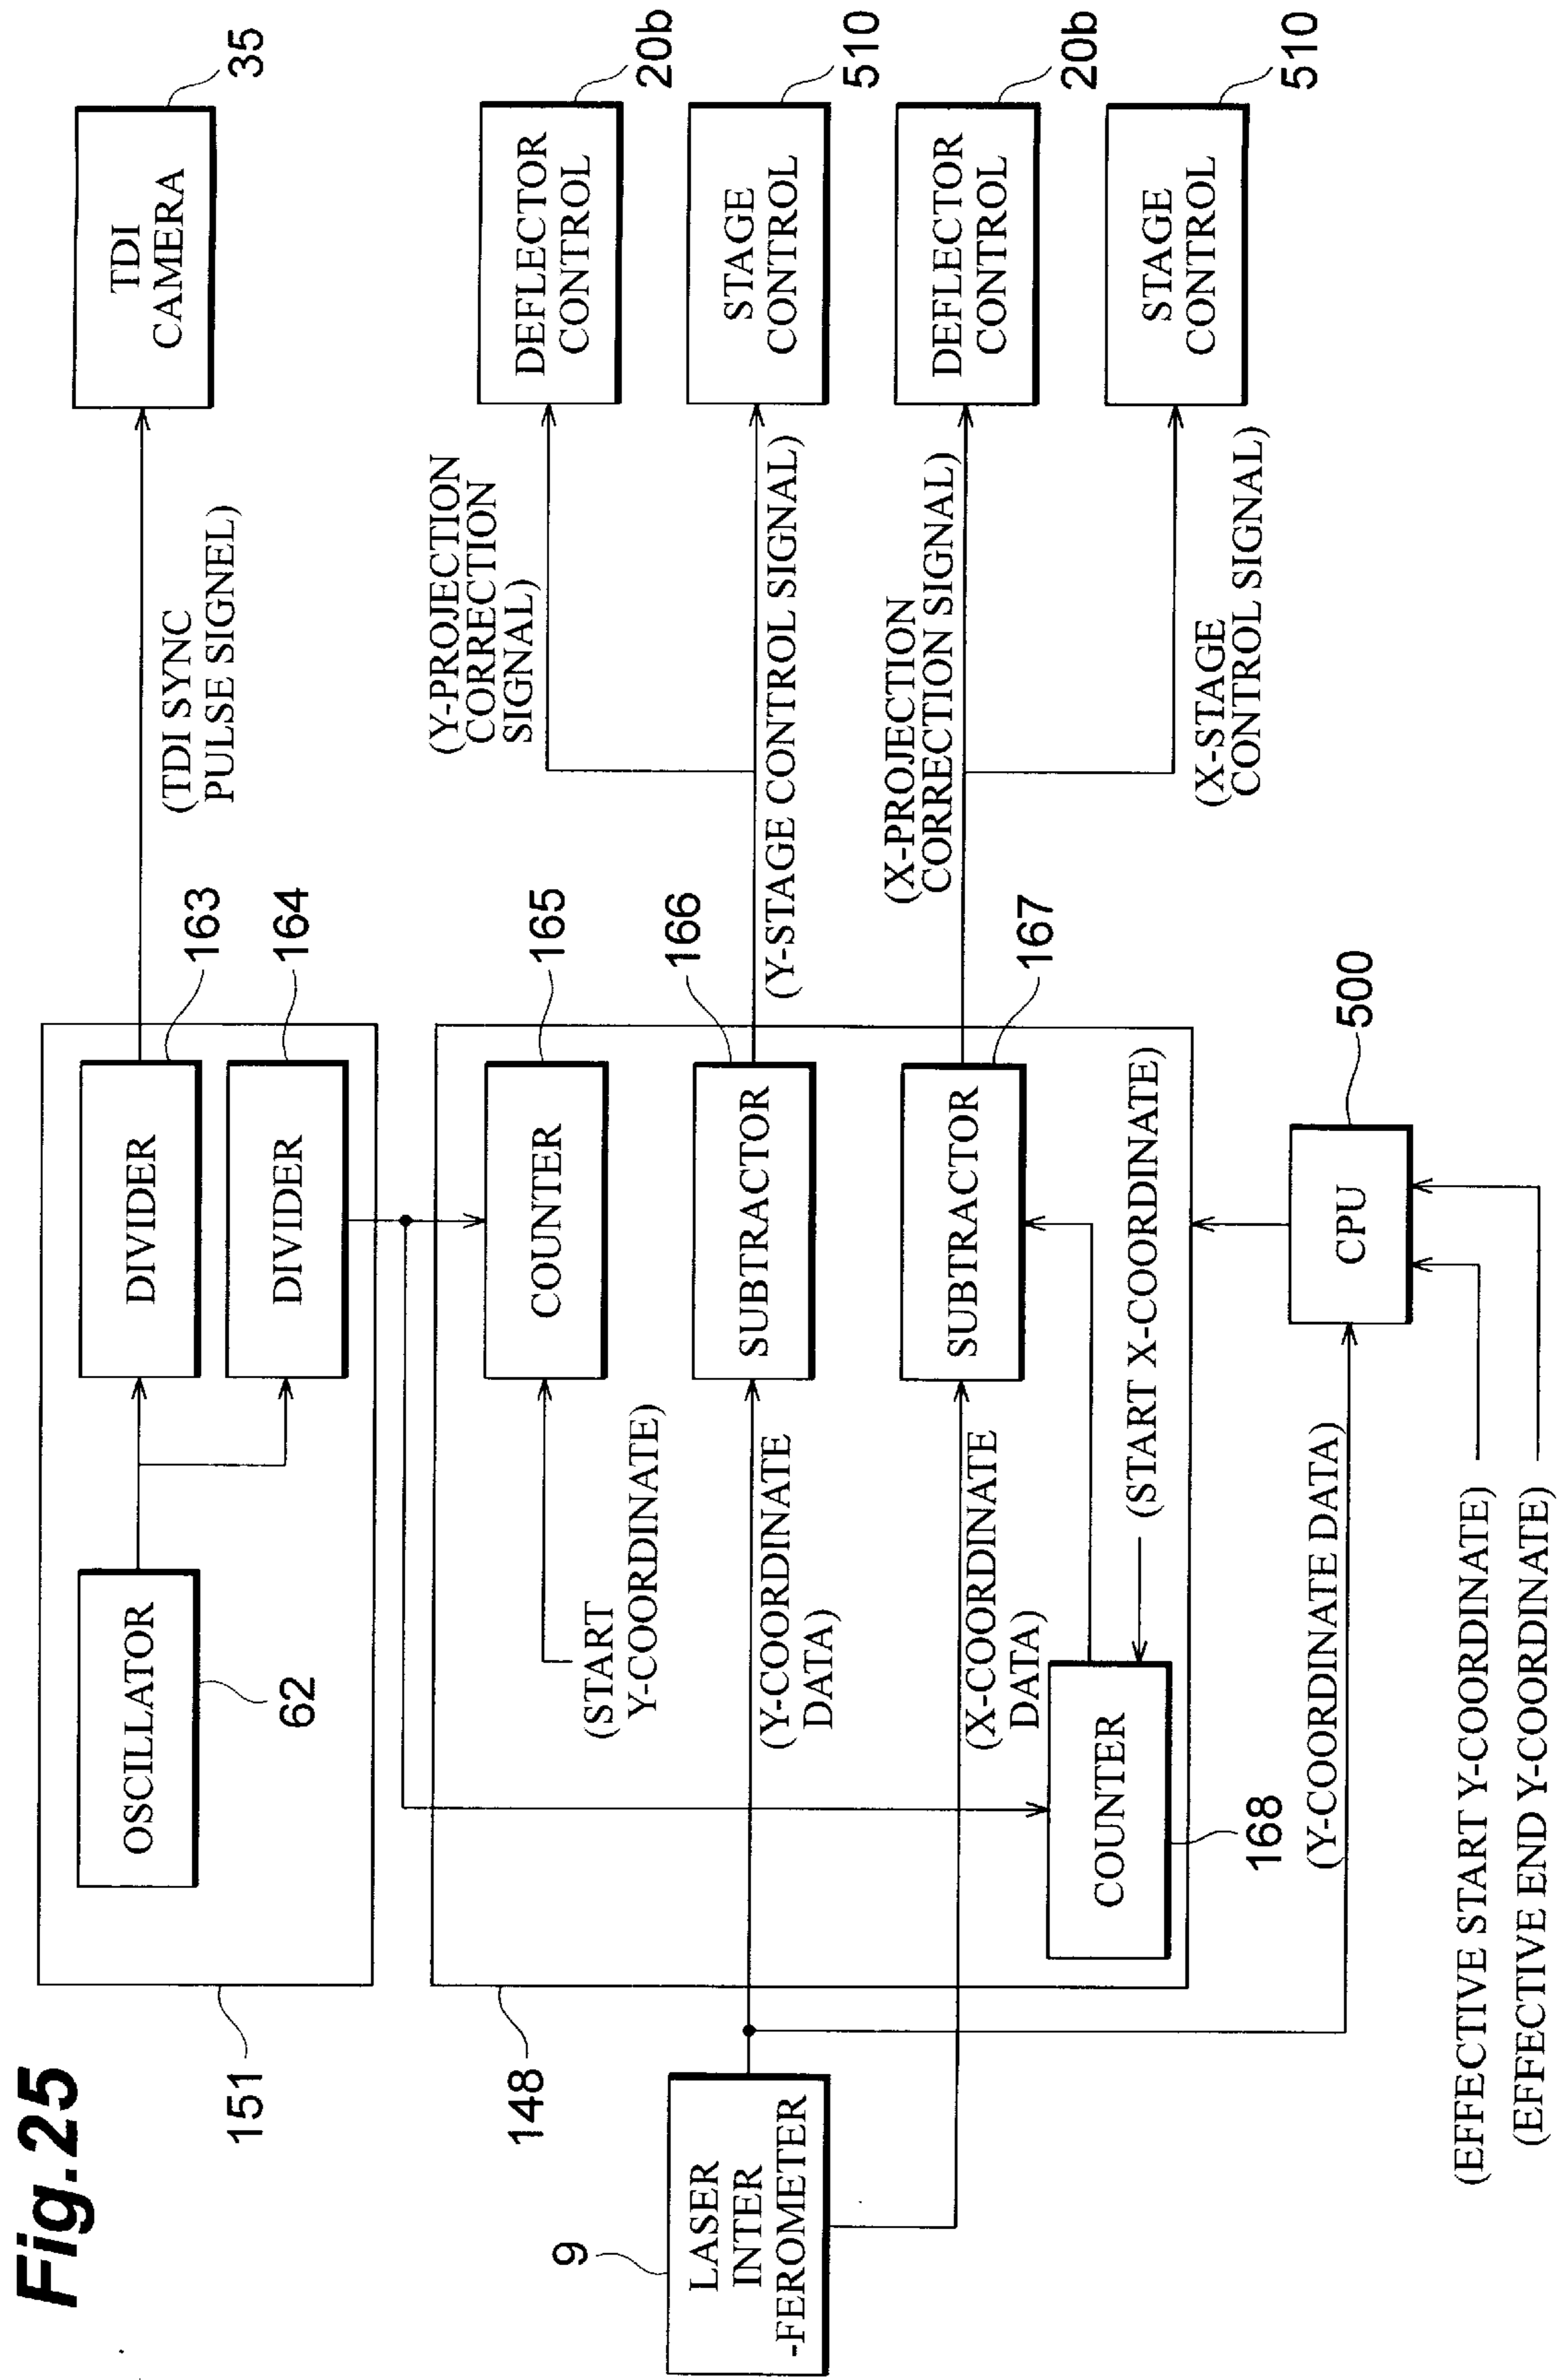 Fig.25
151
OSCILLATOR
62
DIVIDER
163
DIVIDER
164
(TDI SYNC
PULSE SIGNEL)
TDI
CAMERA
35
148
COUNTER
165
(START
Y-COORDINATE)
(Y-PROJECTION
CORRECTION
SIGNAL)
DEFLECTOR
CONTROL
20b
9
LASER
INTER
-FEROMETER
(Y-COORDINATE
DATA)
SUBTRACTOR
166
(Y-STAGE CONTROL SIGNAL)
STAGE
CONTROL
510
(X-COORDINATE
DATA)
SUBTRACTOR
167
(X-PROJECTION
CORRECTION SIGNAL)
DEFLECTOR
CONTROL
20b
COUNTER
168
(START X-COORDINATE)
(X-STAGE
CONTROL SIGNAL)
STAGE
CONTROL
510
(Y-COORDINATE DATA)
CPU
500
(EFFECTIVE START Y-COORDINATE)
(EFFECTIVE END Y-COORDINATE)